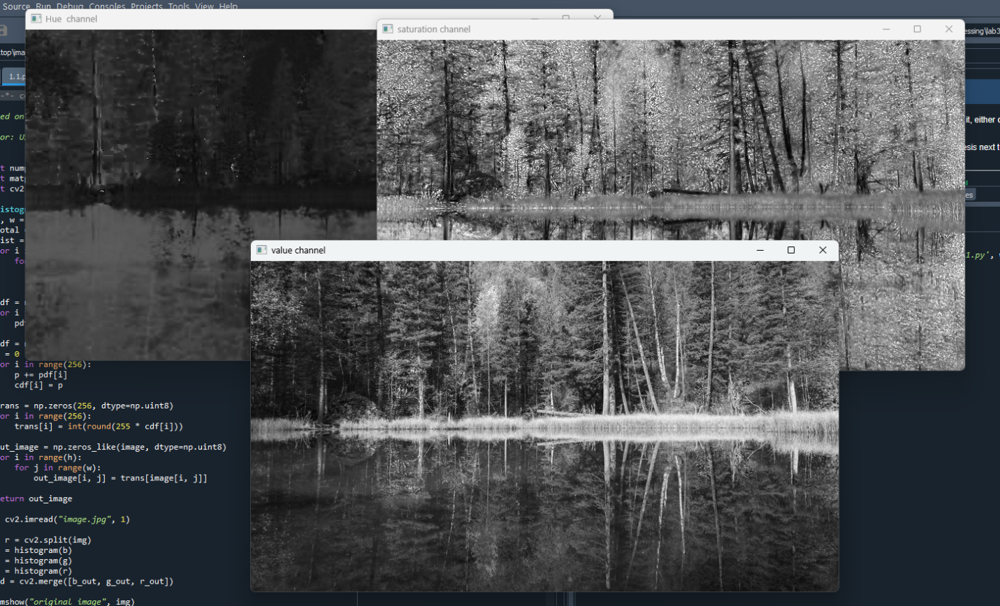 Source Run Debug Consoles Projects Tools View Help
Hue channel
saturation channel
value channel
essing\lab3
top\ima
1.1.p
-*- c
ed on
or: U
it, either
esis next t
es
t num
t mat
t cv2
istog
, w =
otal
ist =
or i
fo
1.py',
df =
or i
pd
df =
= 0
or i in range(256):
p += pdf[i]
cdf[i] = p
rans = np.zeros(256, dtype=np.uint8)
or i in range(256):
trans[i] = int(round(255 * cdf[i]))
ut_image = np.zeros_like(image, dtype=np.uint8)
or i in range(h):
for j in range(w):
out_image[i, j] = trans[image[i, j]]
eturn out_image
cv2.imread("image.jpg", 1)
r = cv2.split(img)
= histogram(b)
= histogram(g)
= histogram(r)
d = cv2.merge([b_out, g_out, r_out])
mshow("original image", img)